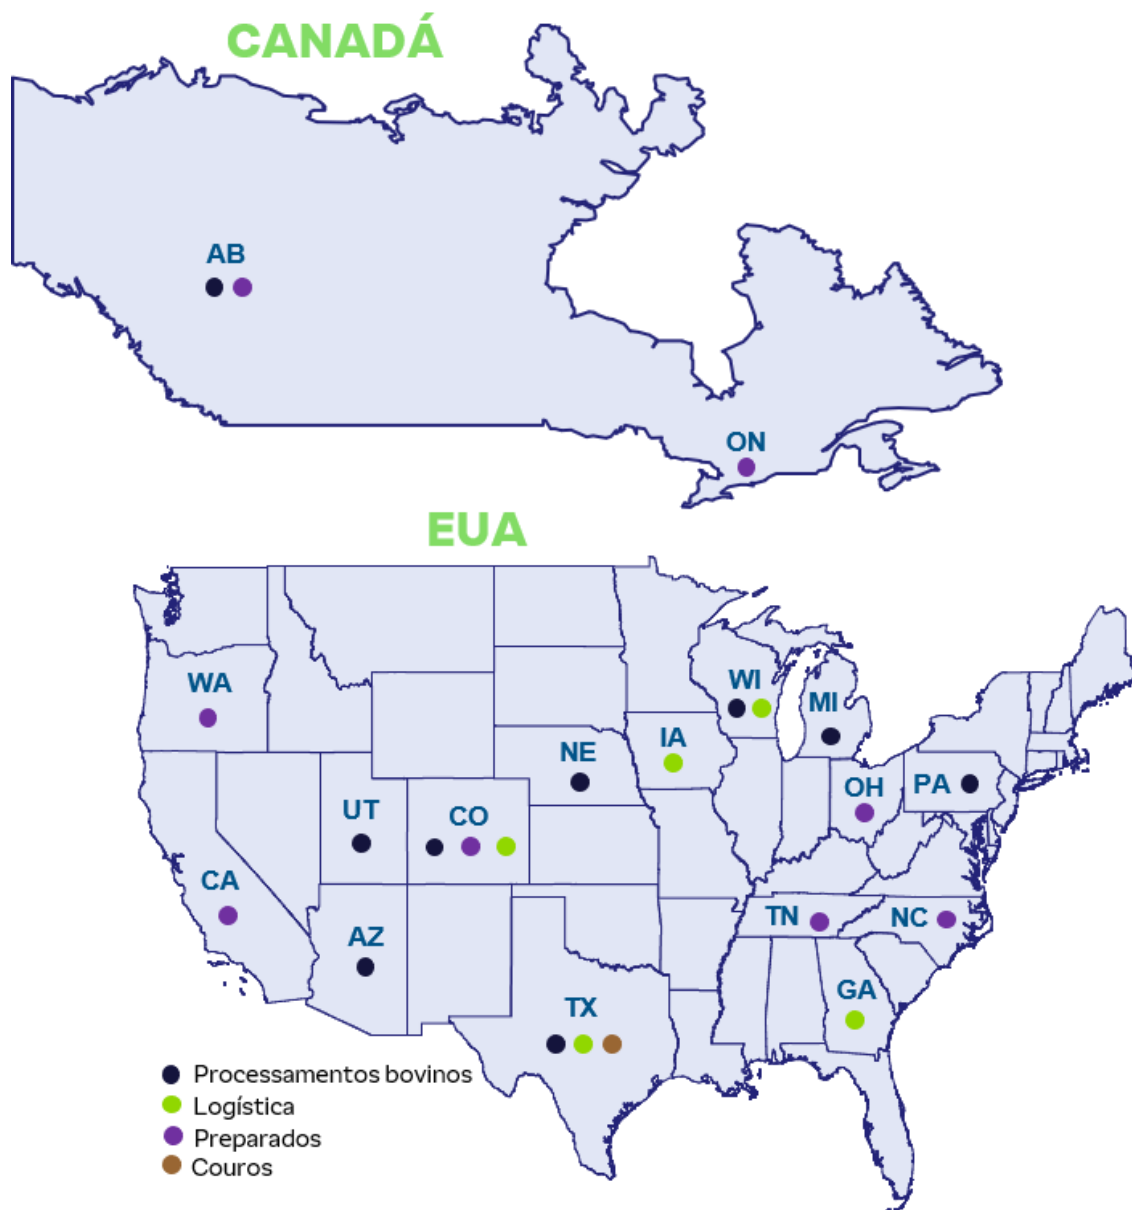 CANADÁ
AB
ON
EUA
WA
WI
MI
IA
NE
OH
PA
UT
CO
CA
TN
NC
AZ
GA
TX
Processamentos bovinos
Logística
Preparados
Couros